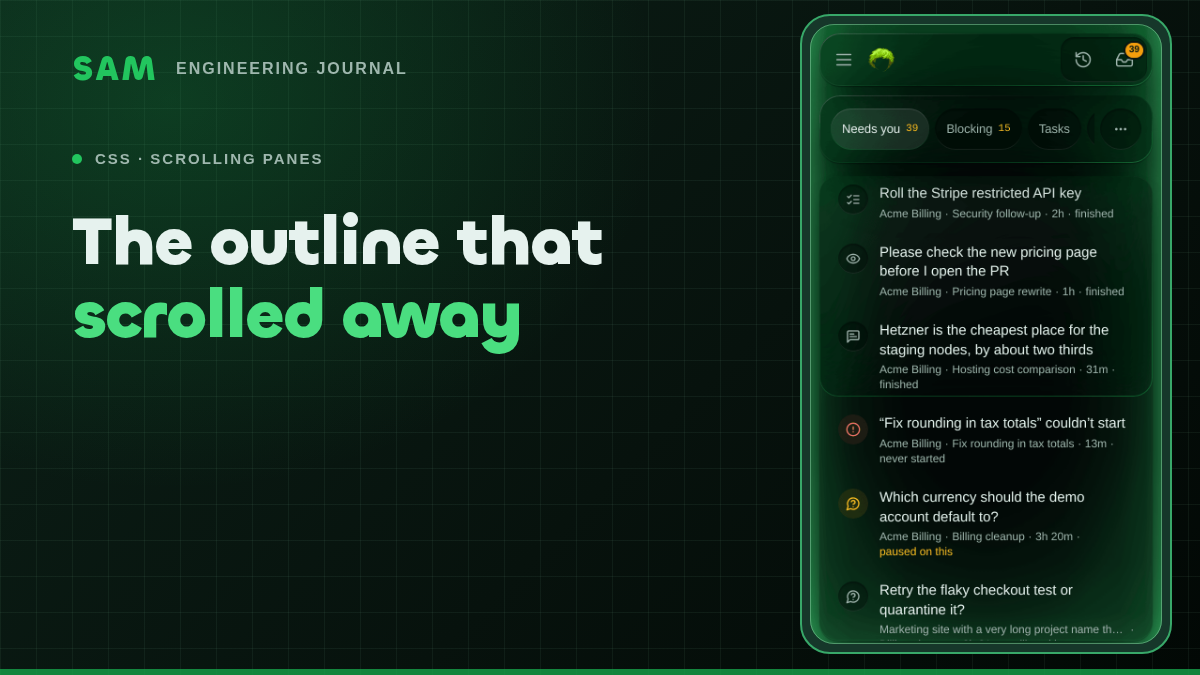 SAM ENGINEERING JOURNAL
CSS · SCROLLING PANES
The outline that
scrolled away
39
Needs you 39
Blocking 15
Tasks
Roll the Stripe restricted API key
Acme Billing · Security follow-up · 2h · finished
Please check the new pricing page
before I open the PR
Acme Billing · Pricing page rewrite · 1h · finished
Hetzner is the cheapest place for the
staging nodes, by about two thirds
Acme Billing · Hosting cost comparison · 31m ·
finished
“Fix rounding in tax totals” couldn’t start
Acme Billing · Fix rounding in tax totals · 13m ·
never started
Which currency should the demo
account default to?
Acme Billing · Billing cleanup · 3h 20m ·
paused on this
Retry the flaky checkout test or
quarantine it?
Marketing site with a very long project name th… ·